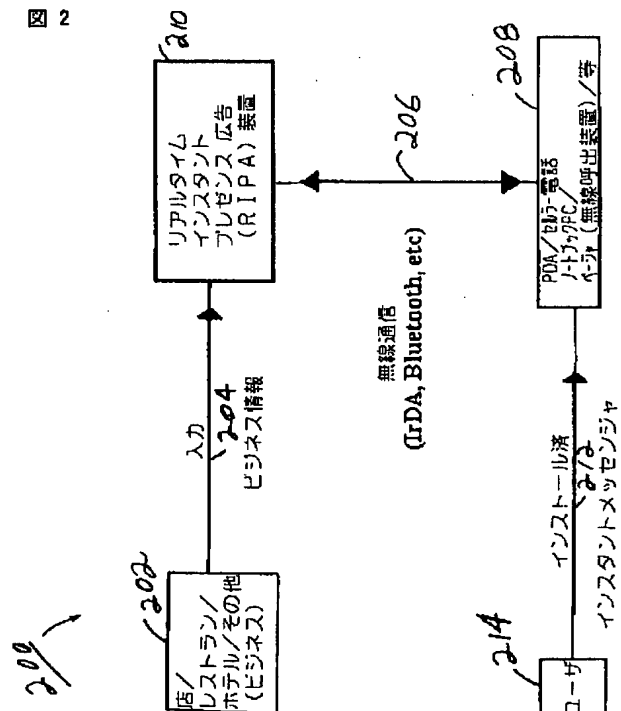 図 2
200
202
店/
レストラン/
ホテル/その他
(ビジネス)
入力
204
ビジネス情報
210
リアルタイム
インスタント
プレゼンス 広告
(RIPA) 装置
206
無線通信
(IrDA, Bluetooth, etc)
208
PDA/セルラー電話
ノートブックPC/
ページャ (無線呼出装置) /等
214
ユーザ
インストール済
212
インスタントメッセンジャ